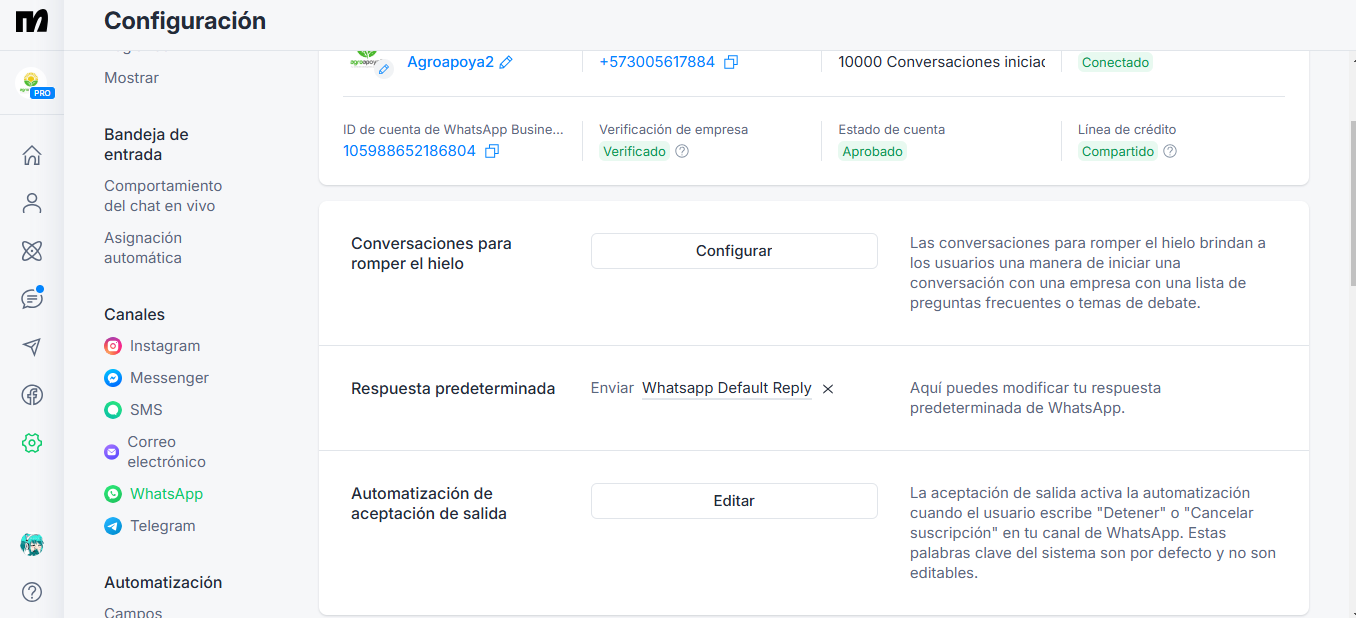 Configuración
PRO
Mostrar
Bandeja de
entrada
Comportamiento
del chat en vivo
Asignación
automática
Canales
Instagram
Messenger
SMS
Correo
electrónico
WhatsApp
Telegram
Automatización
Campos
Agroapoya2
+573005617884
10000 Conversaciones iniciad
Conectado
ID de cuenta de WhatsApp Busine...
105988652186804
Verificación de empresa
Verificado
Estado de cuenta
Aprobado
Línea de crédito
Compartido
Conversaciones para
romper el hielo
Configurar
Las conversaciones para romper el hielo brindan a
los usuarios una manera de iniciar una
conversación con una empresa con una lista de
preguntas frecuentes o temas de debate.
Respuesta predeterminada
Enviar Whatsapp Default Reply
Aquí puedes modificar tu respuesta
predeterminada de WhatsApp.
Automatización de
aceptación de salida
Editar
La aceptación de salida activa la automatización
cuando el usuario escribe "Detener" o "Cancelar
suscripción" en tu canal de WhatsApp. Estas
palabras clave del sistema son por defecto y no son
editables.